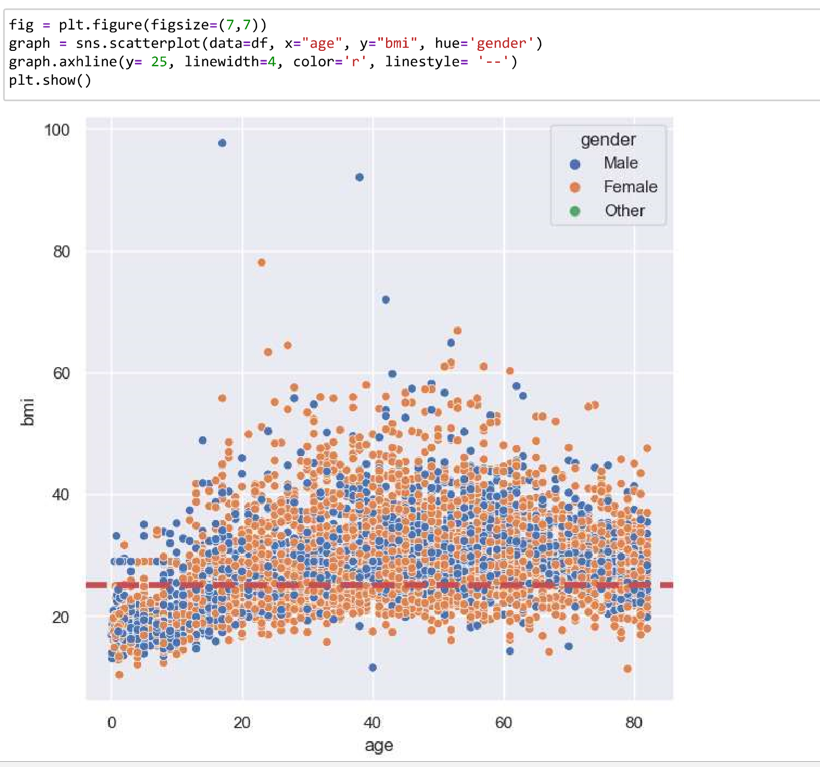 fig = plt.figure(figsize=(7,7))
graph = sns.scatterplot(data=df, x="age", y="bmi", hue='gender')
graph.axhline(y= 25, linewidth=4, color='r', linestyle= '--')
plt.show()
gender
Male
Female
Other
100
80
60
40
20
bmi
0 20 40 60 80
age